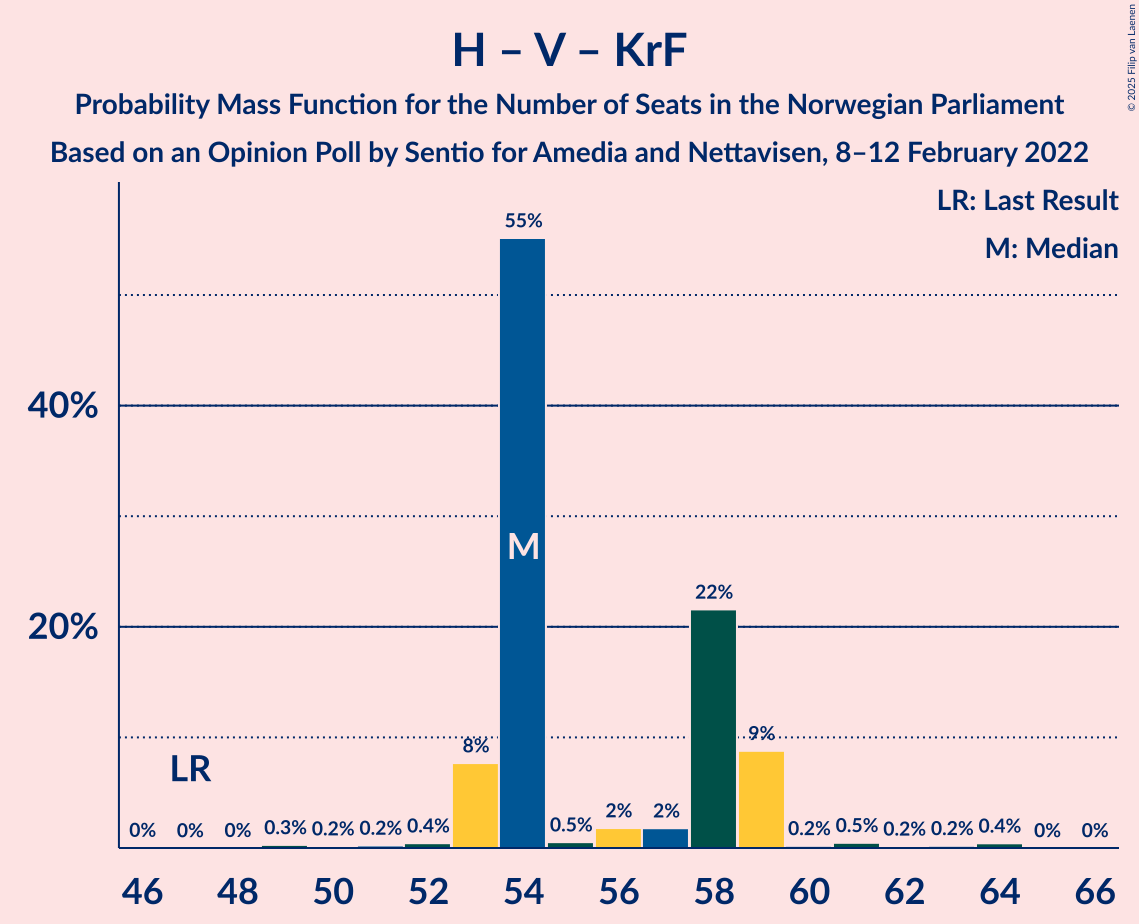 H – V – KrF
Probability Mass Function for the Number of Seats in the Norwegian Parliament
Based on an Opinion Poll by Sentio for Amedia and Nettavisen, 8–12 February 2022
© 2025 Filip van Laenen
LR: Last Result
M: Median
55%
40%
M
22%
20%
9%
8%
LR
0% 0% 0% 0.3% 0.2% 0.2% 0.4% 0.5% 2% 2% 0.2% 0.5% 0.2% 0.2% 0.4% 0% 0%
46 48 50 52 54 56 58 60 62 64 66